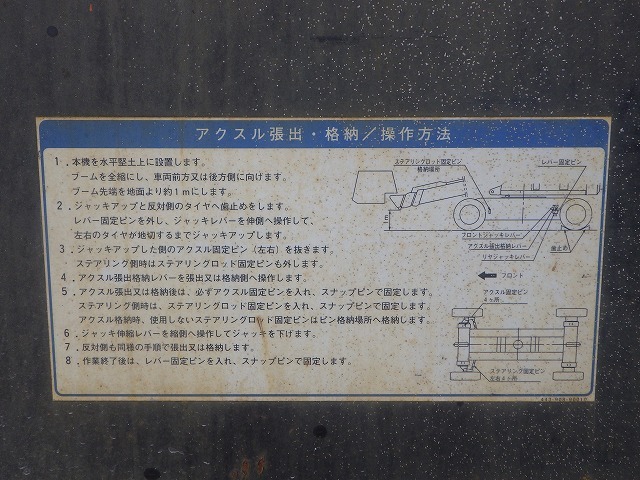 アクスル張出・格納／操作方法
1．本機を水平堅土上に設置します。
ブームを全縮にし、車両前方又は後方側に向けます。
ブーム先端を地面より約1mにします。
2．ジャッキアップと反対側のタイヤへ歯止めをします。
レバー固定ピンを外し、ジャッキレバーを伸側へ操作して、
左右のタイヤが地切するまでジャッキアップします。
3．ジャッキアップした側のアクスル固定ピン（左右）を抜きます。
ステアリング側時はステアリングロッド固定ピンも外します。
4．アクスル張出格納レバーを張出又は格納側へ操作します。
5．アクスル張出又は格納後は、必ずアクスル固定ピンを入れ、スナップピンで固定します。
ステアリング側時は、ステアリングロッド固定ピンを入れ、スナップピンで固定します。
アクスル格納時、使用しないステアリングロッド固定ピンはピン格納場所へ格納します。
6．ジャッキ伸縮レバーを縮側へ操作してジャッキを下げます。
7．反対側も同様の手順で張出又は格納します。
8．作業終了後は、レバー固定ピンを入れ、スナップピンで固定します。
ステアリングロッド固定ピン
格納場所
レバー固定ピン
フロントジャッキレバー
アクスル張出格納レバー
リヤジャッキレバー
歯止め
フロント
アクスル固定ピン
4ヶ所
ステアリング固定ピン
左右4ヶ所